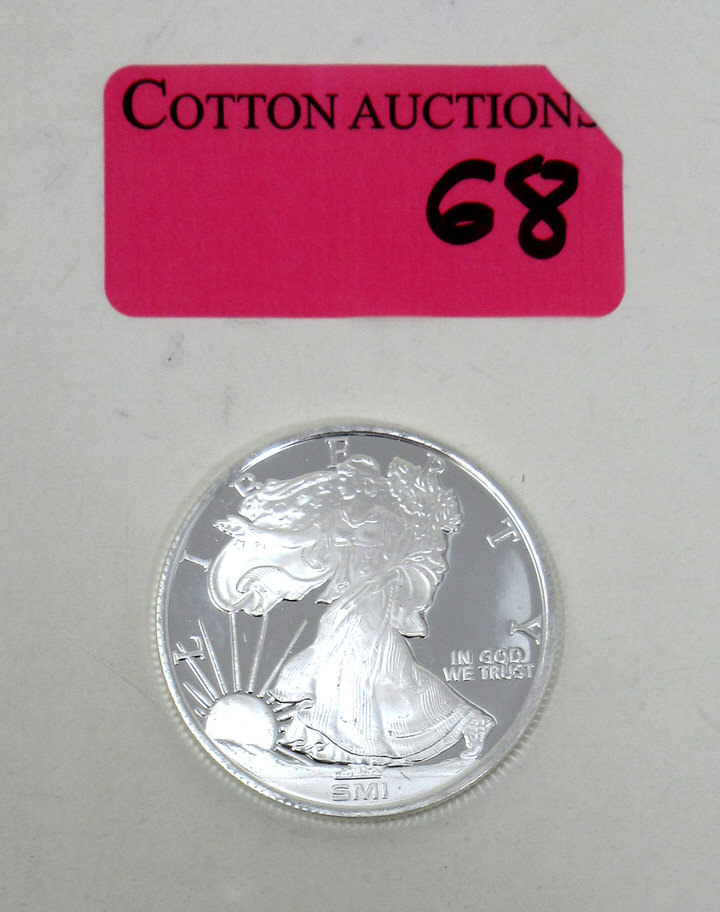 COTTON AUCTIONS
68
LIBERTY
IN GOD
WE TRUST
SMI